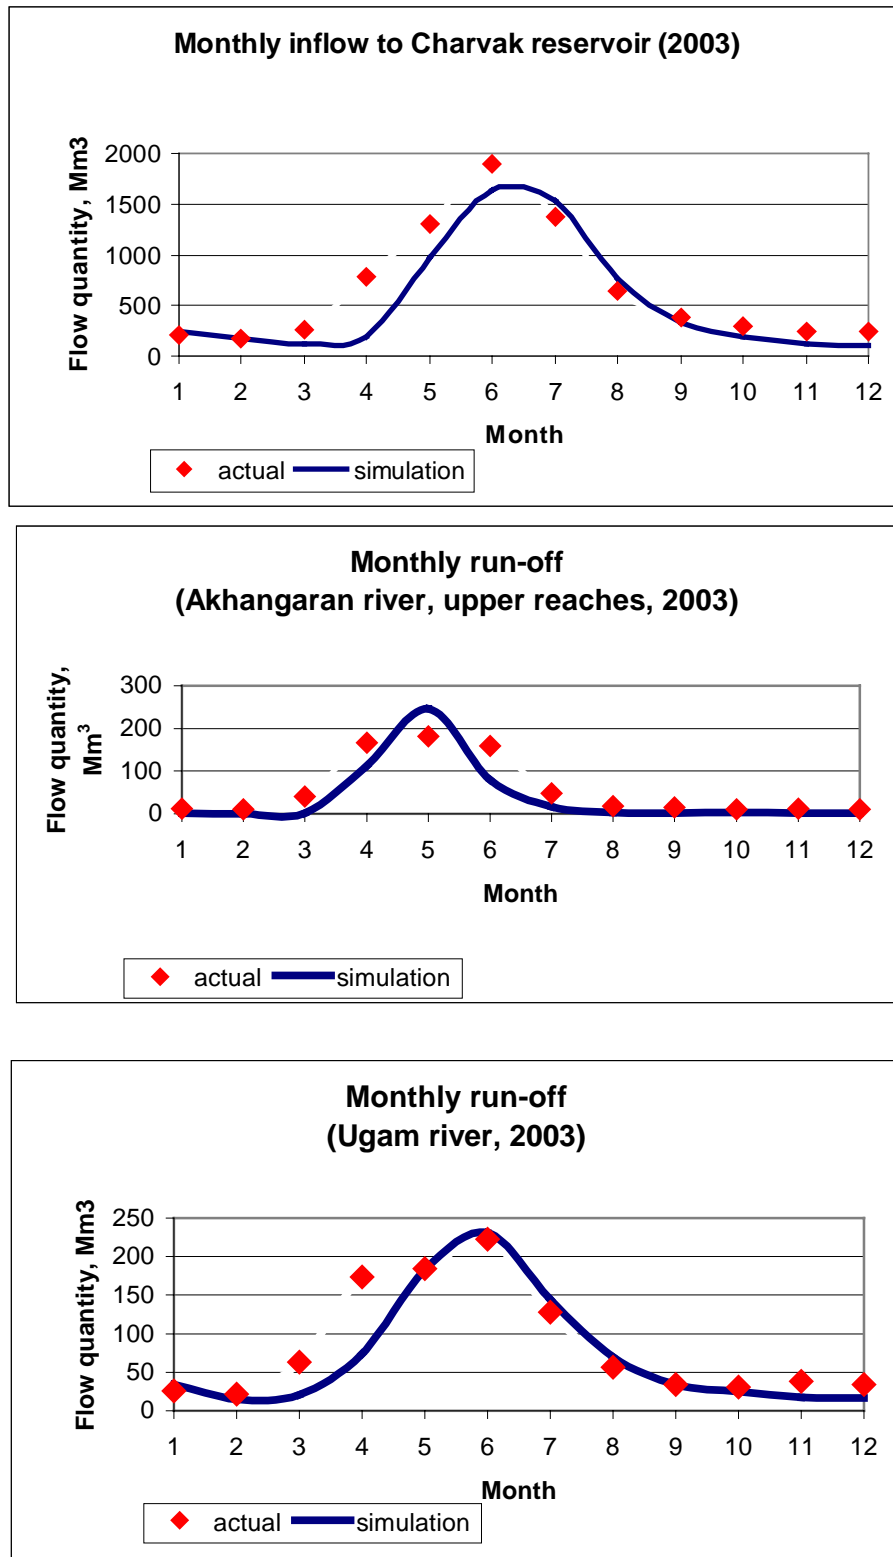 Monthly inflow to Charvak reservoir (2003)
Flow quantity, Mm3
2000
1500
1000
500
0
1 2 3 4 5 6 7 8 9 10 11 12
Month
actual simulation
Monthly run-off
(Akhangaran river, upper reaches, 2003)
Flow quantity,
Mm³
300
200
100
0
1 2 3 4 5 6 7 8 9 10 11 12
Month
actual simulation
Monthly run-off
(Ugam river, 2003)
Flow quantity, Mm3
250
200
150
100
50
0
1 2 3 4 5 6 7 8 9 10 11 12
Month
actual simulation